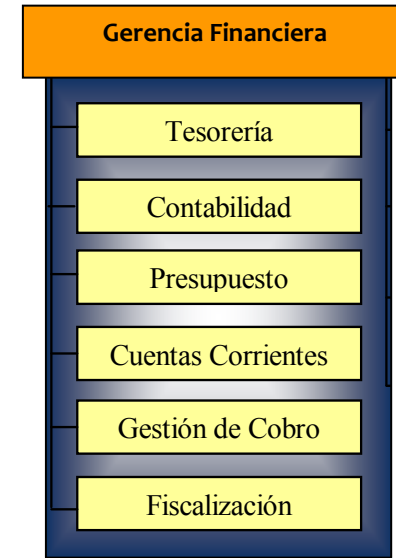 Gerencia Financiera
Tesorería
Contabilidad
Presupuesto
Cuentas Corrientes
Gestión de Cobro
Fiscalización